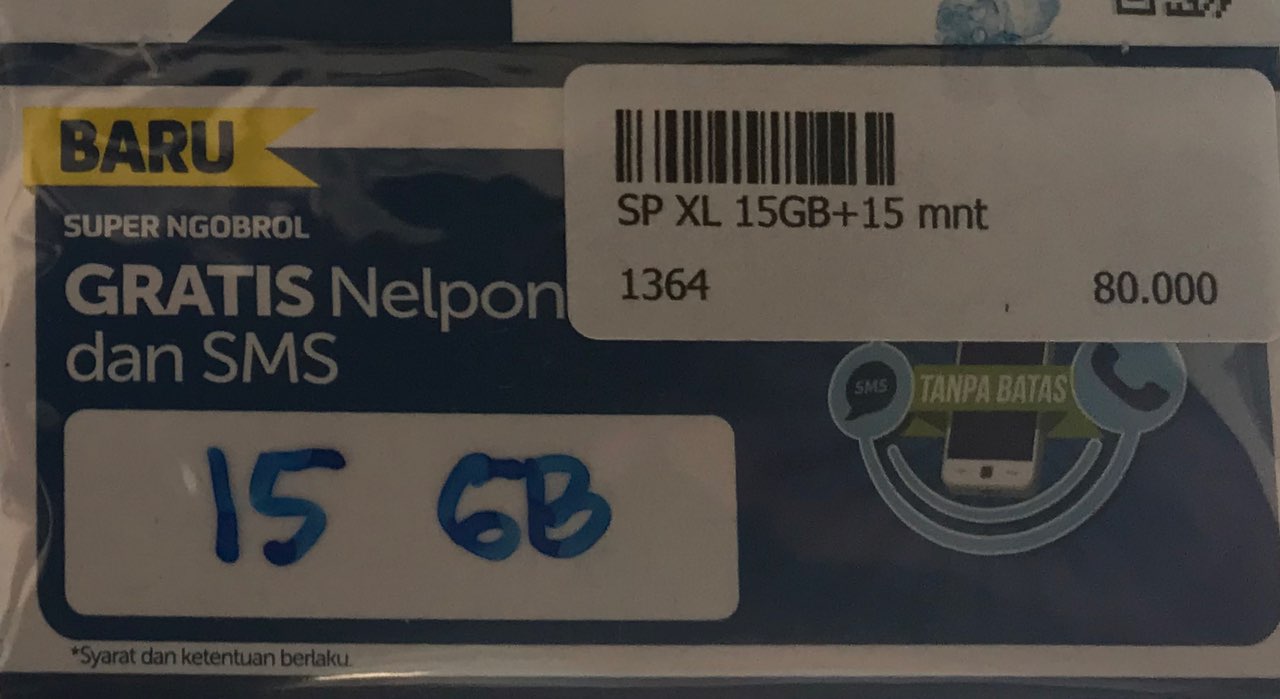 BARU
SUPER NGOBROL
GRATIS Nelpon
dan SMS
15 GB
*Syarat dan ketentuan berlaku.
SP XL 15GB+15 mnt
1364 80.000
SMS
TANPA BATAS